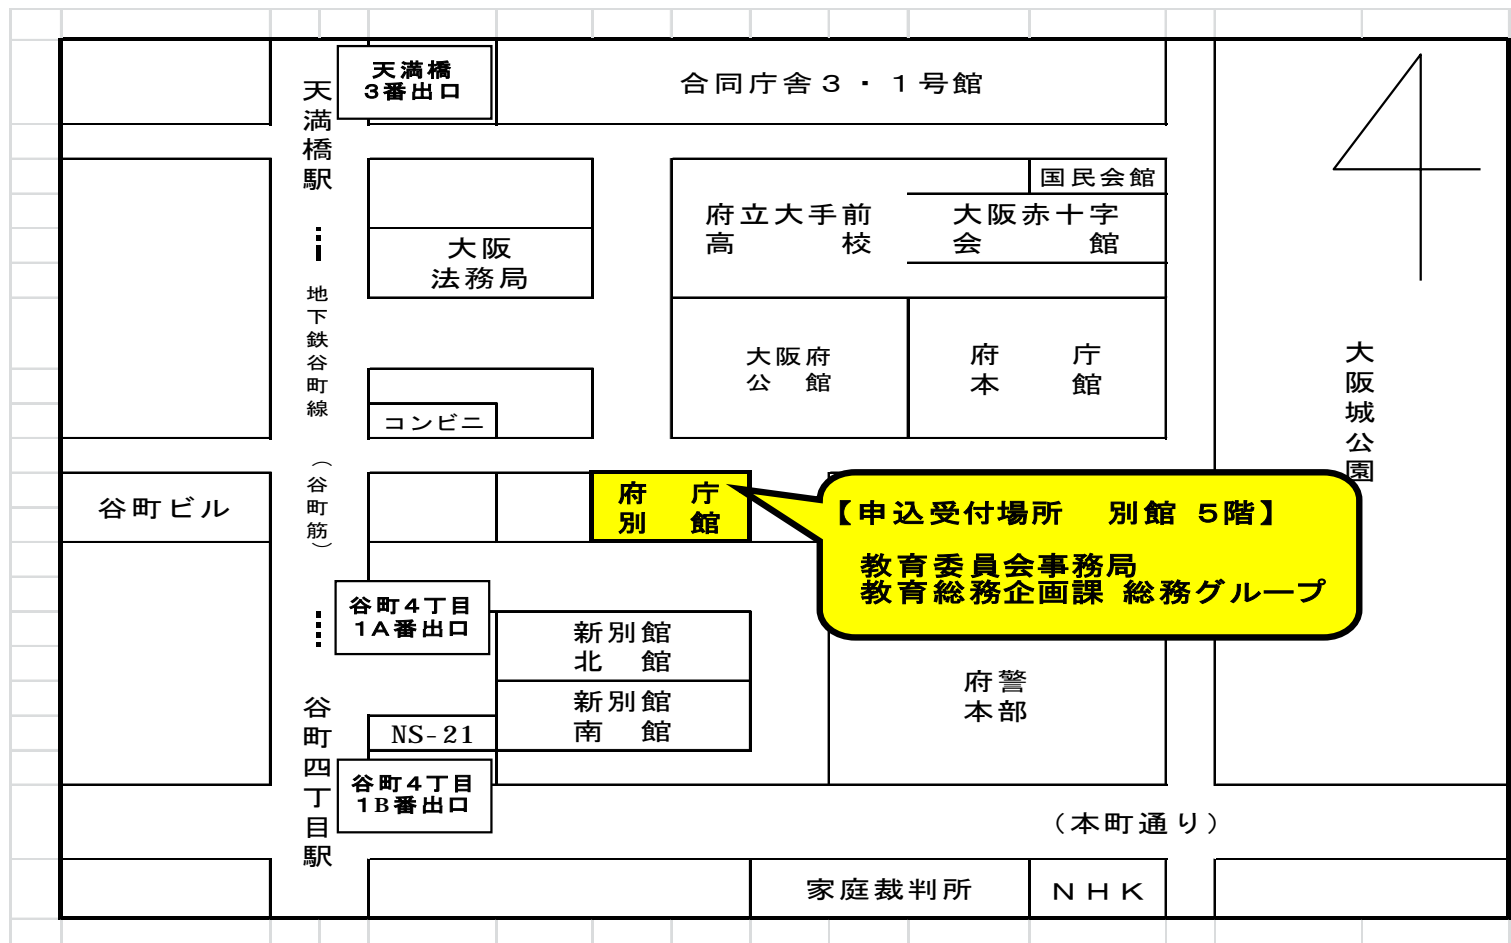 天満橋
3番出口
合同庁舎３・１号館
天満橋駅
国民会館
府立大手前
高校
大阪赤十字
会館
大阪
法務局
地下鉄谷町線
（谷町筋）
大阪府
公館
府庁
本館
大阪城公園
コンビニ
谷町ビル
府庁
別館
【申込受付場所　別館 5階】
教育委員会事務局
教育総務企画課 総務グループ
谷町4丁目
1A番出口
新別館
北館
新別館
南館
府警
本部
NS-21
谷町四丁目駅
谷町4丁目
1B番出口
（本町通り）
家庭裁判所
ＮＨＫ